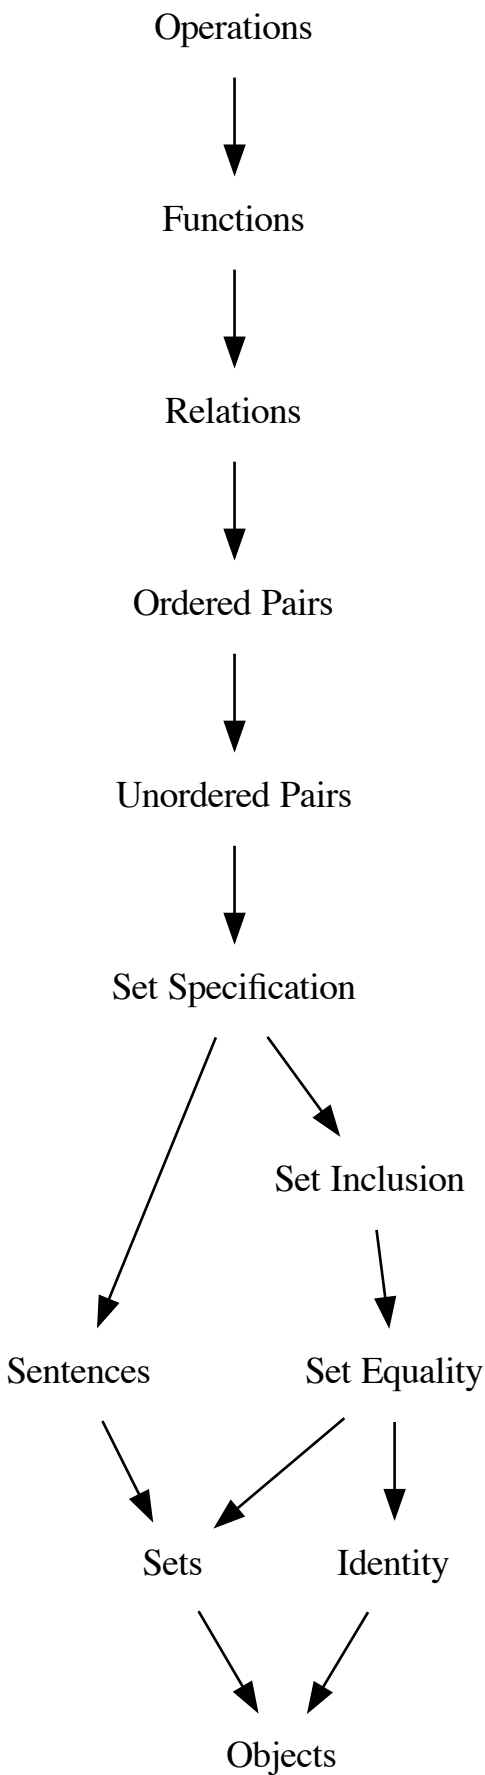 Operations
Functions
Relations
Ordered Pairs
Unordered Pairs
Set Specification
Set Inclusion
Sentences
Set Equality
Sets
Identity
Objects